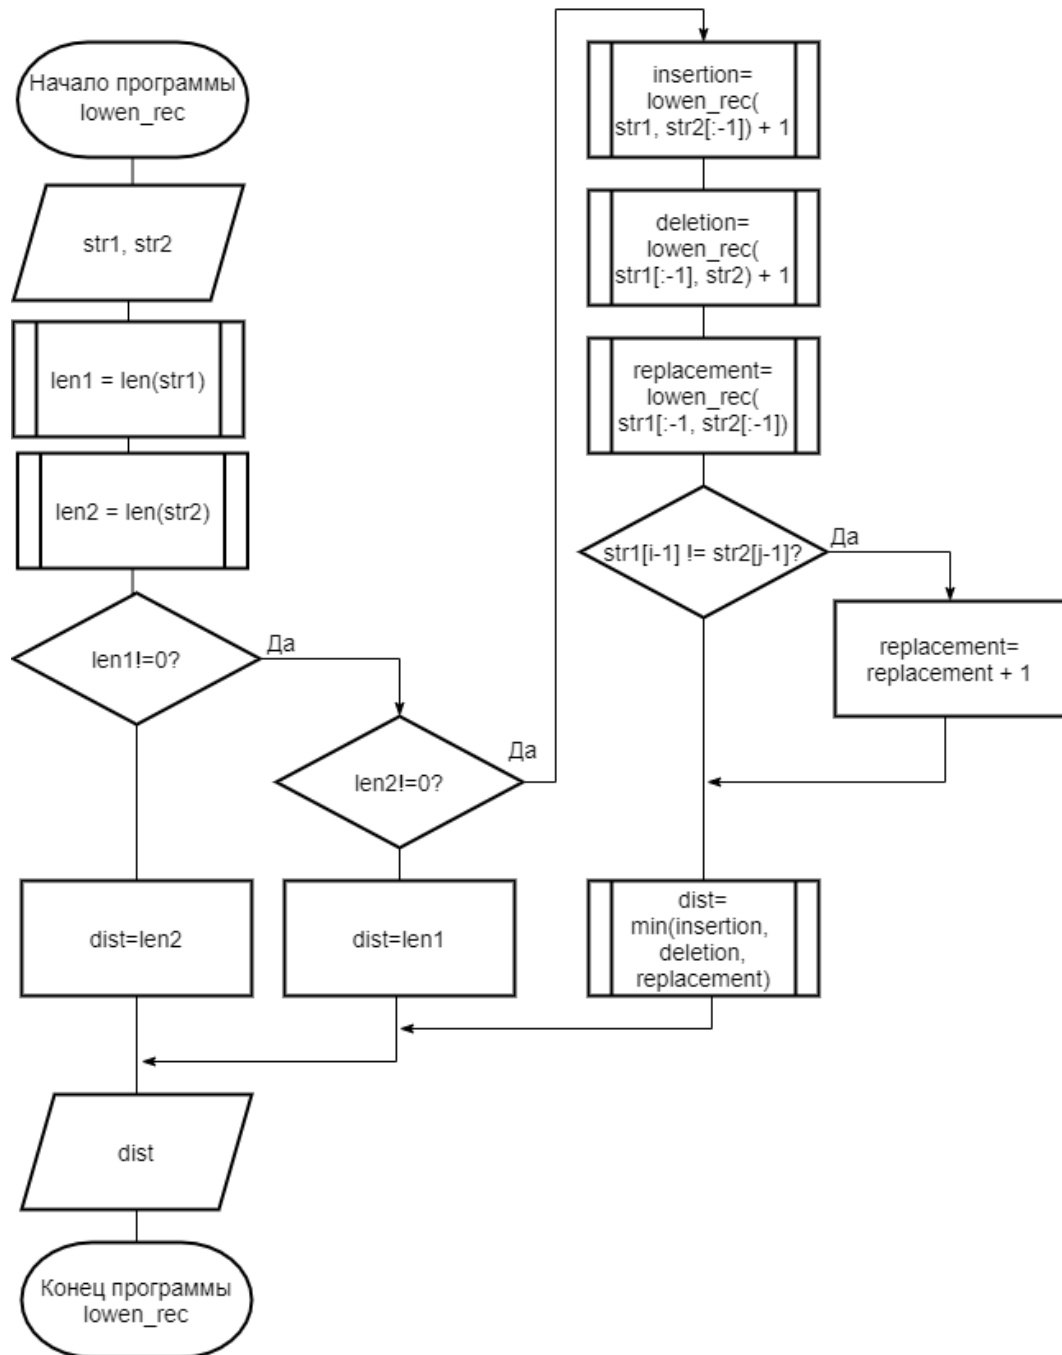 Начало программы
lowen_rec
str1, str2
len1 = len(str1)
len2 = len(str2)
len1!=0?
Да
len2!=0?
Да
dist=len2
dist=len1
insertion=
lowen_rec(
str1, str2[:-1]) + 1
deletion=
lowen_rec(
str1[:-1], str2) + 1
replacement=
lowen_rec(
str1[:-1, str2[:-1])
str1[i-1] != str2[j-1]?
Да
replacement=
replacement + 1
dist=
min(insertion,
deletion,
replacement)
dist
Конец программы
lowen_rec